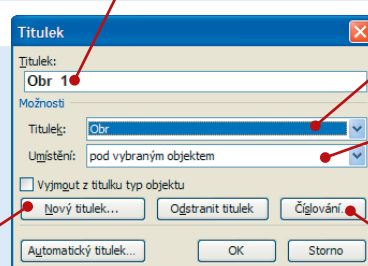 Titulek
Titulek:
Obr 1
Možnosti
Titulek: Obr
Umístění: pod vybraným objektem
Vyjmout z titulku typ objektu
Nový titulek... Odstranit titulek Číslování...
Automatický titulek... OK Storno